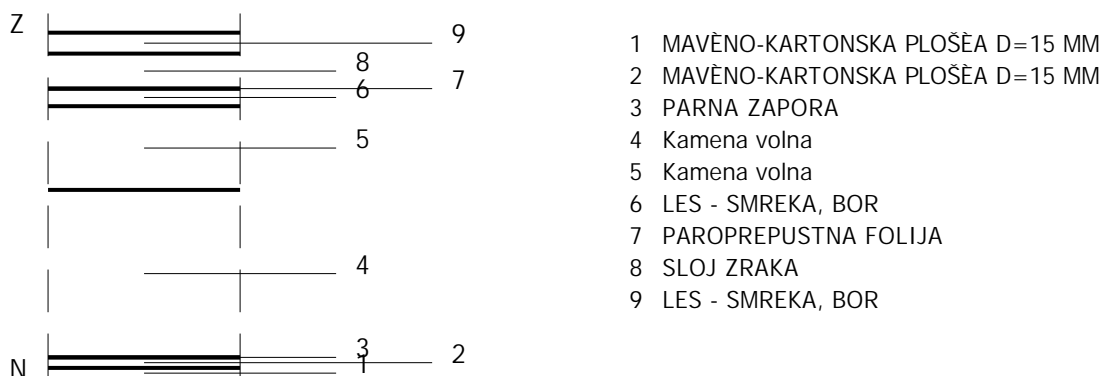 Z
9
8
7
6
5
4
3
2
1
N
1 MAVÈNO-KARTONSKA PLOŠÈA D=15 MM
2 MAVÈNO-KARTONSKA PLOŠÈA D=15 MM
3 PARNA ZAPORA
4 Kamena volna
5 Kamena volna
6 LES - SMREKA, BOR
7 PAROPREPUSTNA FOLIJA
8 SLOJ ZRAKA
9 LES - SMREKA, BOR